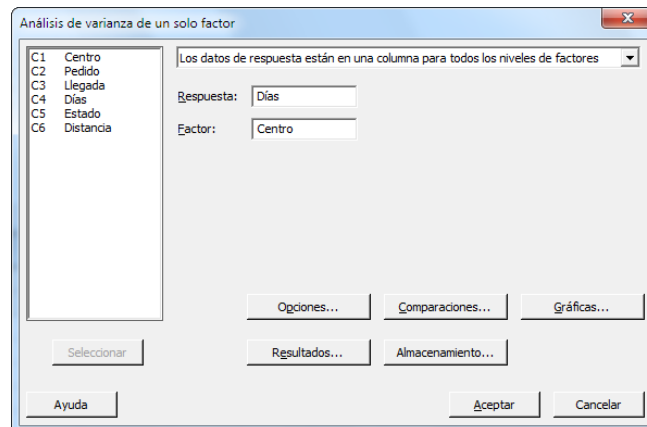 Análisis de varianza de un solo factor
C1 Centro
C2 Pedido
C3 Llegada
C4 Días
C5 Estado
C6 Distancia
Los datos de respuesta están en una columna para todos los niveles de factores
Respuesta: Días
Factor: Centro
Opciones... Comparaciones... Gráficas...
Seleccionar Resultados... Almacenamiento...
Ayuda Aceptar Cancelar